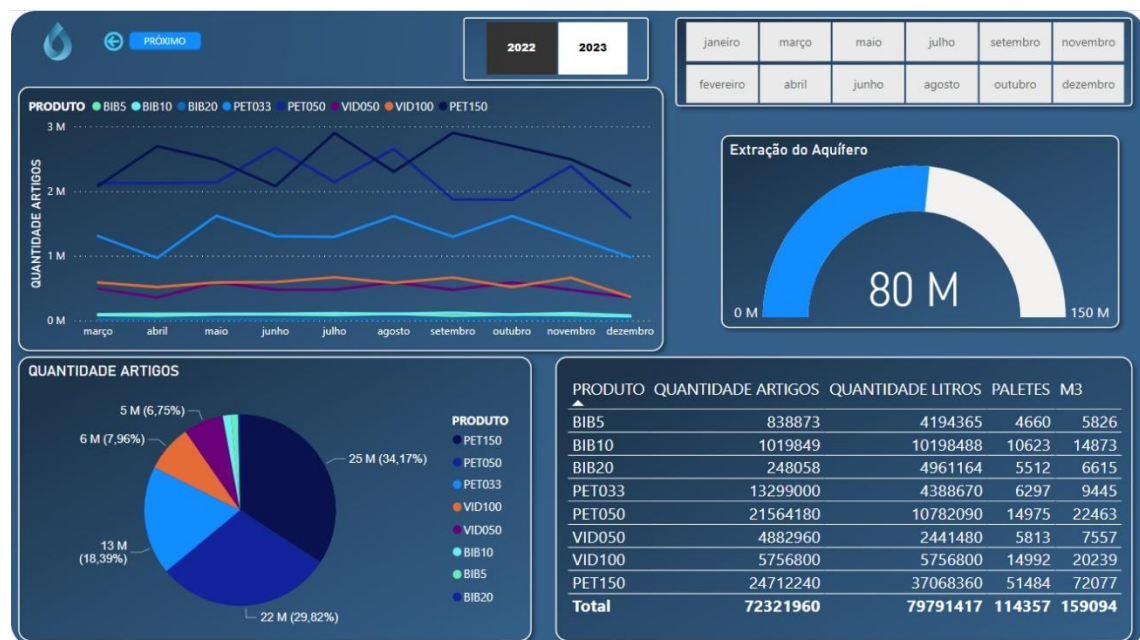 PRÓXIMO
2022 2023
janeiro março maio julho setembro novembro
fevereiro abril junho agosto outubro dezembro
PRODUTO BIB5 BIB10 BIB20 PET033 PET050 VID050 VID100 PET150
QUANTIDADE ARTIGOS
3 M
2 M
1 M
0 M
março abril maio junho julho agosto setembro outubro novembro dezembro
Extração do Aquífero
80 M
0 M
150 M
QUANTIDADE ARTIGOS
5 M (6,75%)
6 M (7,96%)
13 M
(18,39%)
22 M (29,82%)
25 M (34,17%)
PRODUTO
PET150
PET050
PET033
VID100
VID050
BIB10
BIB5
BIB20
PRODUTO QUANTIDADE ARTIGOS QUANTIDADE LITROS PALETES M3
BIB5 838873 4194365 4660 5826
BIB10 1019849 10198488 10623 14873
BIB20 248058 4961164 5512 6615
PET033 13299000 4388670 6297 9445
PET050 21564180 10782090 14975 22463
VID050 4882960 2441480 5813 7557
VID100 5756800 5756800 14992 20239
PET150 24712240 37068360 51484 72077
Total 72321960 79791417 114357 159094